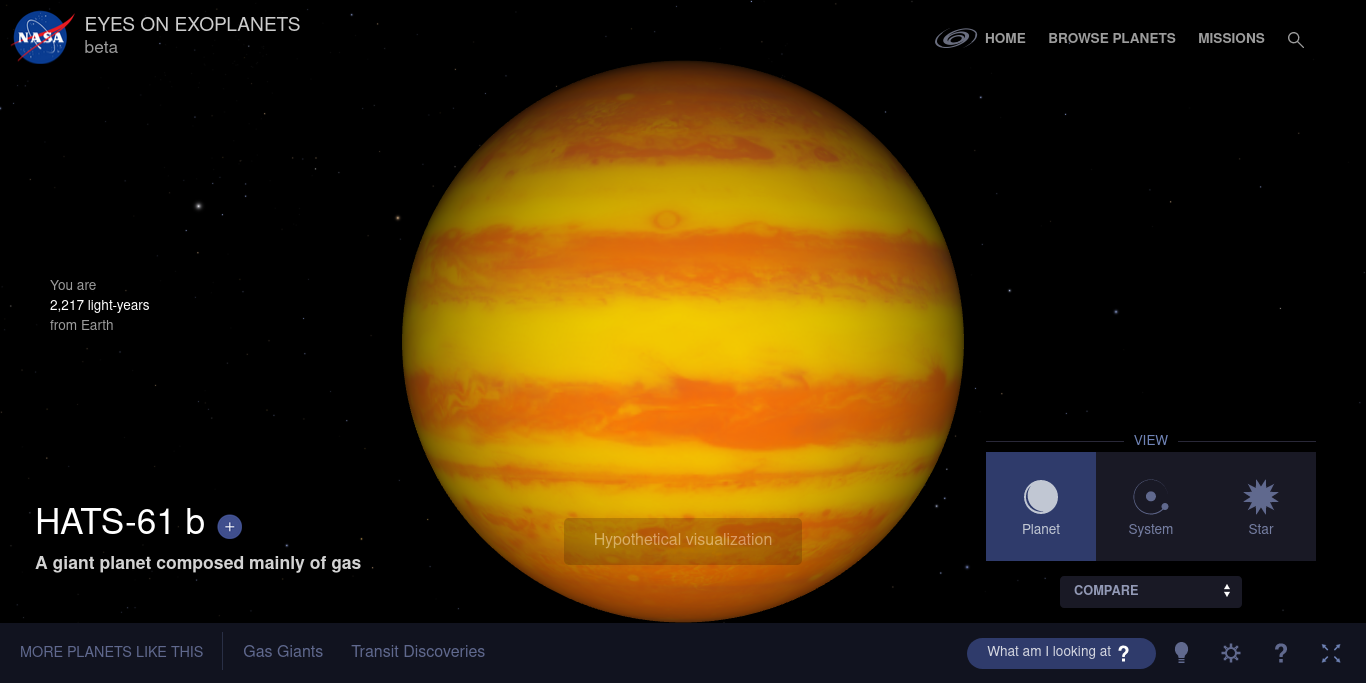 NASA
EYES ON EXOPLANETS
beta
HOME
BROWSE PLANETS
MISSIONS
You are
2,217 light-years
from Earth
VIEW
Planet
System
Star
HATS-61 b +
A giant planet composed mainly of gas
Hypothetical visualization
COMPARE
MORE PLANETS LIKE THIS
Gas Giants
Transit Discoveries
What am I looking at ?
?